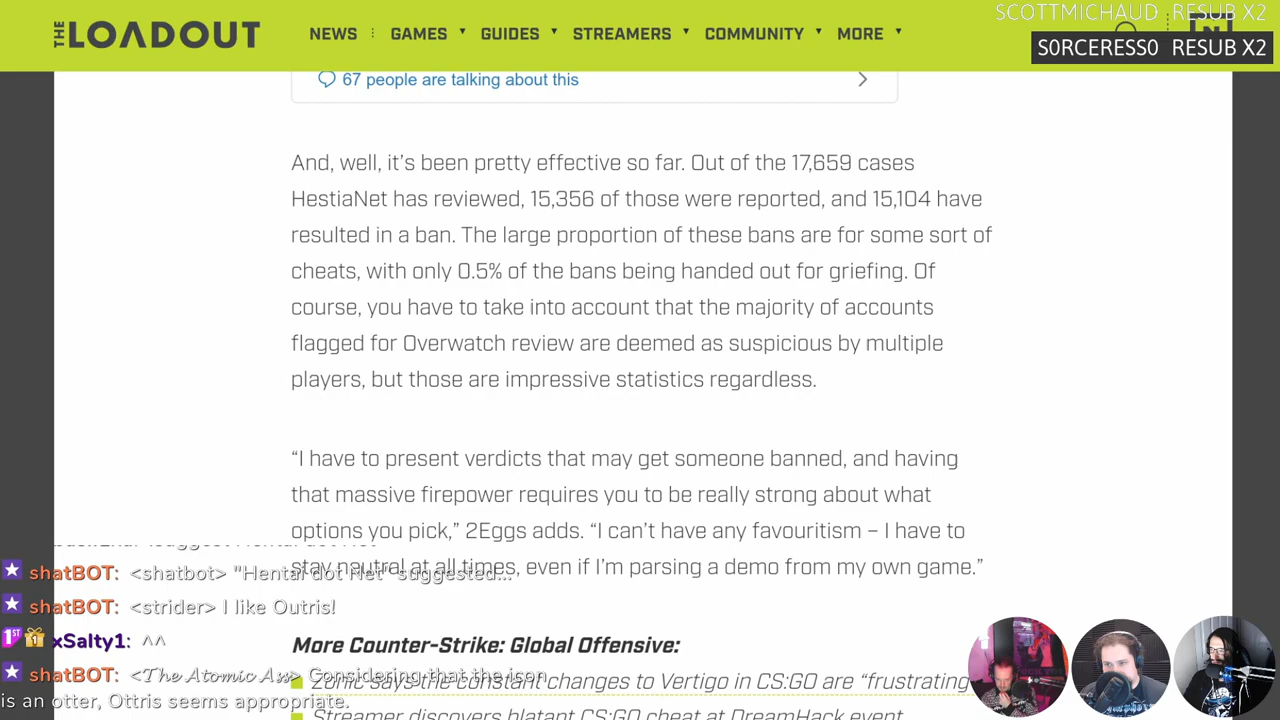 SCOTTMICHAUD RESUB X2
S0RCERESS0 RESUB X2
THE LOADOUT
NEWS GAMES GUIDES STREAMERS COMMUNITY MORE
67 people are talking about this
And, well, it's been pretty effective so far. Out of the 17,659 cases
HestiaNet has reviewed, 15,356 of those were reported, and 15,104 have
resulted in a ban. The large proportion of these bans are for some sort of
cheats, with only 0.5% of the bans being handed out for griefing. Of
course, you have to take into account that the majority of accounts
flagged for Overwatch review are deemed as suspicious by multiple
players, but those are impressive statistics regardless.
“I have to present verdicts that may get someone banned, and having
that massive firepower requires you to be really strong about what
options you pick,” 2Eggs adds. “I can't have any favouritism – I have to
stay neutral at all times, even if I'm parsing a demo from my own game.”
shatBOT: <shatbot> "Hentai dot Net" suggested...
shatBOT: <strider> I like Outris!
xSalty1: ^^
More Counter-Strike: Global Offensive:
shatBOT: <The Atomic Ass> Considering that the icon
is an otter, Ottris seems appropriate.
Zonic says the constant changes to Vertigo in CS:GO are “frustrating
Streamer discovers blatant CS:GO cheat at DreamHack event